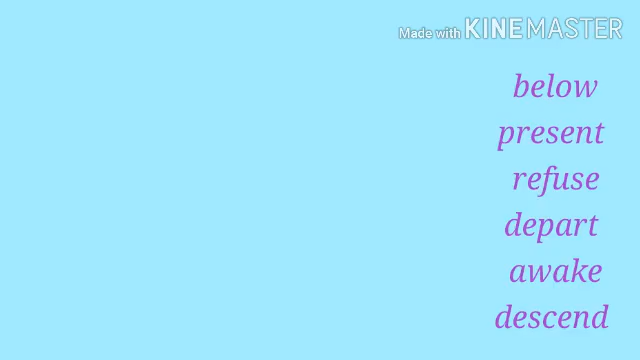 Made with KINEMASTER
below
present
refuse
depart
awake
descend